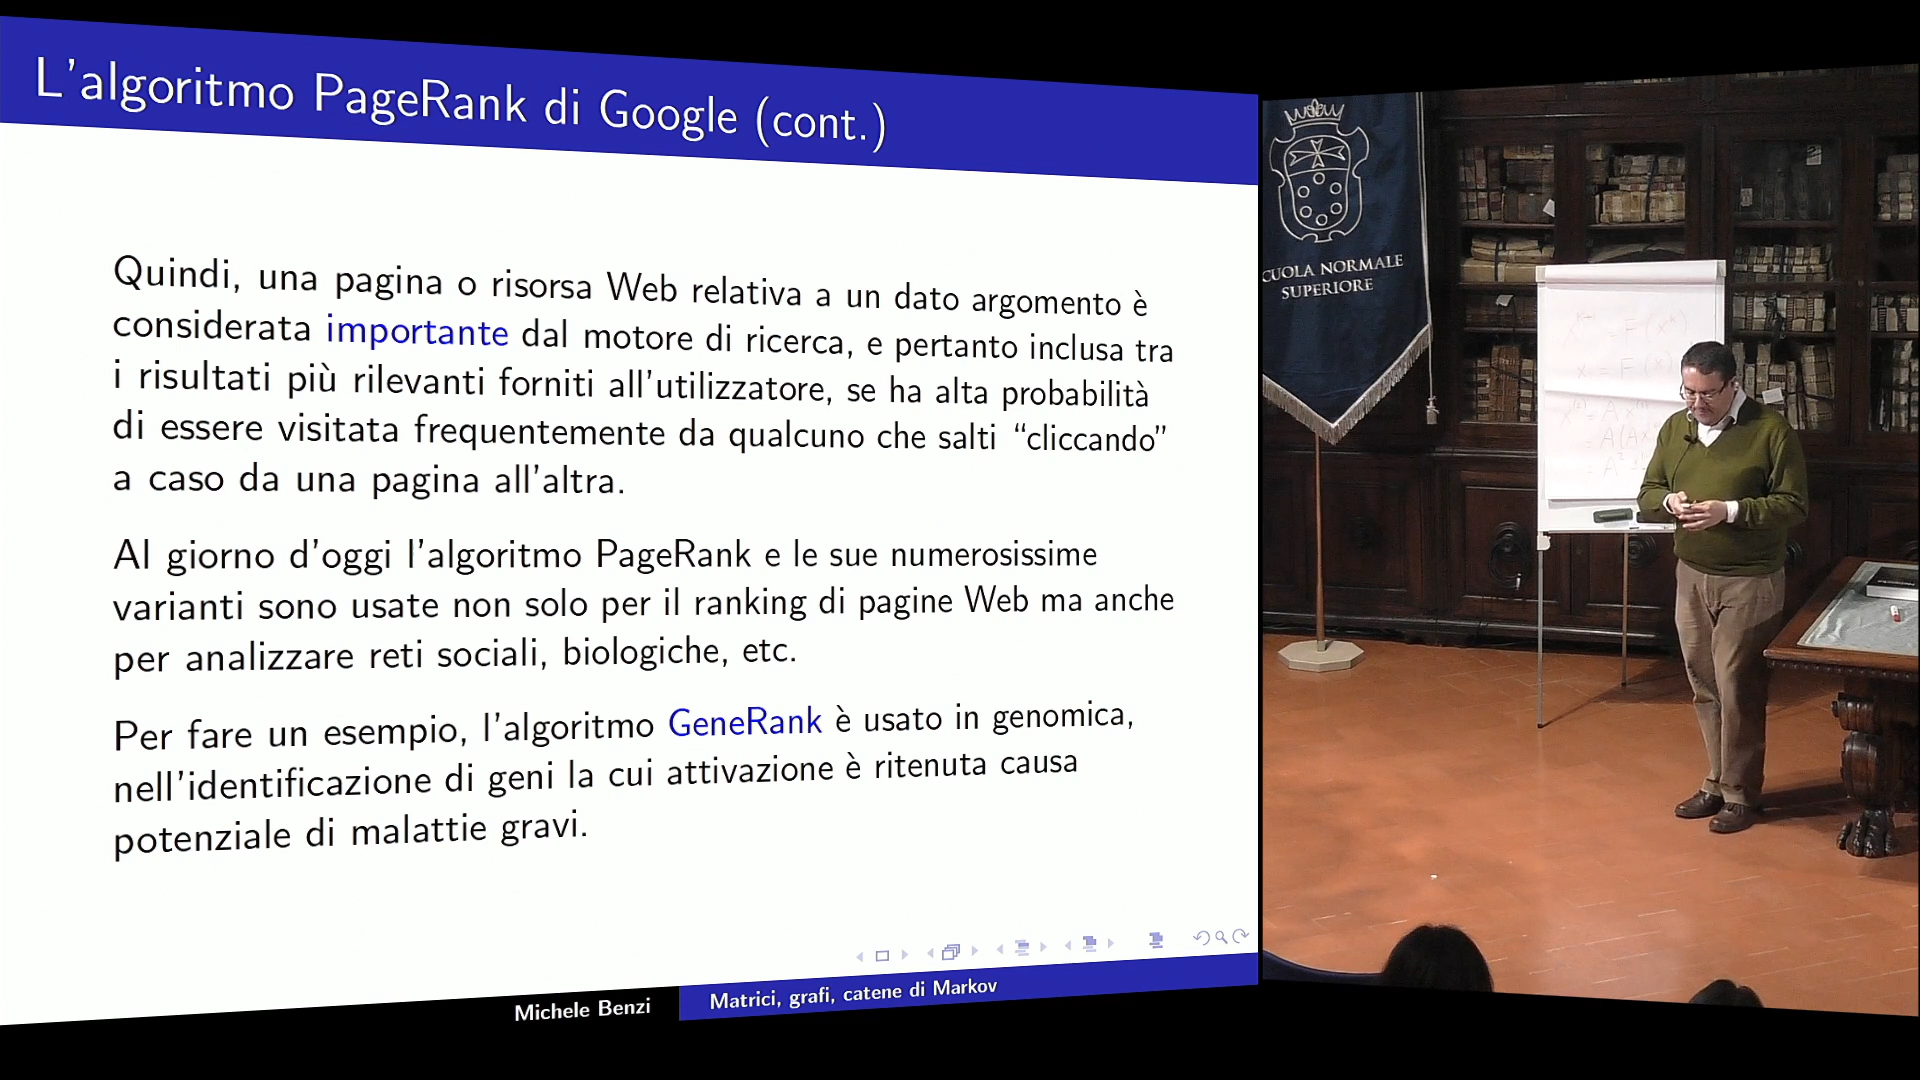 L'algoritmo PageRank di Google (cont.)
Quindi, una pagina o risorsa Web relativa a un dato argomento è
considerata importante dal motore di ricerca, e pertanto inclusa tra
i risultati più rilevanti forniti all'utilizzatore, se ha alta probabilità
di essere visitata frequentemente da qualcuno che salti “cliccando”
a caso da una pagina all'altra.
Al giorno d'oggi l'algoritmo PageRank e le sue numerosissime
varianti sono usate non solo per il ranking di pagine Web ma anche
per analizzare reti sociali, biologiche, etc.
Per fare un esempio, l'algoritmo GeneRank è usato in genomica,
nell'identificazione di geni la cui attivazione è ritenuta causa
potenziale di malattie gravi.
Michele Benzi
Matrici, grafi, catene di Markov
CUOLA NORMALE
SUPERIORE
x = F(x)